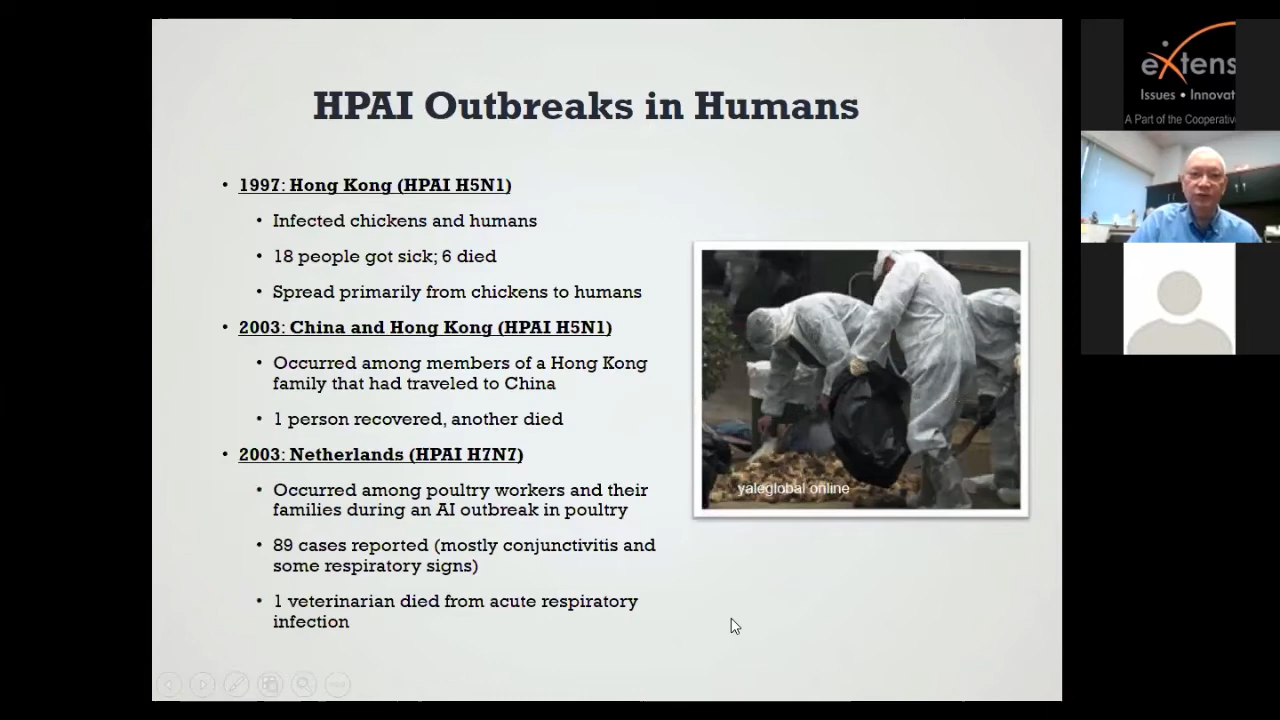 HPAI Outbreaks in Humans
• 1997: Hong Kong (HPAI H5N1)
• Infected chickens and humans
• 18 people got sick; 6 died
• Spread primarily from chickens to humans
• 2003: China and Hong Kong (HPAI H5N1)
• Occurred among members of a Hong Kong
family that had traveled to China
• 1 person recovered, another died
• 2003: Netherlands (HPAI H7N7)
• Occurred among poultry workers and their
families during an AI outbreak in poultry
• 89 cases reported (mostly conjunctivitis and
some respiratory signs)
• 1 veterinarian died from acute respiratory
infection
yaleglobal online
eXtens
Issues • Innovat
A Part of the Cooperativ